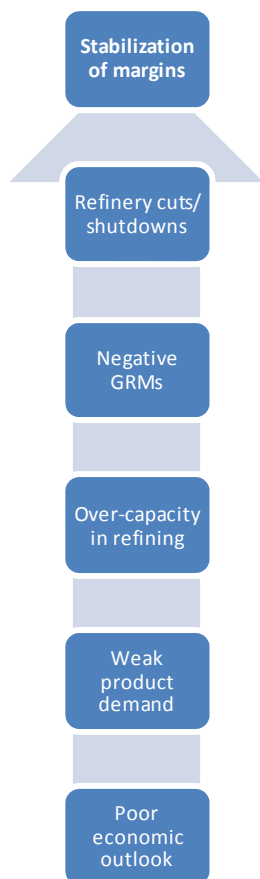 Stabilization
of margins
Refinery cuts/
shutdowns
Negative
GRMs
Over-capacity
in refining
Weak
product
demand
Poor
economic
outlook